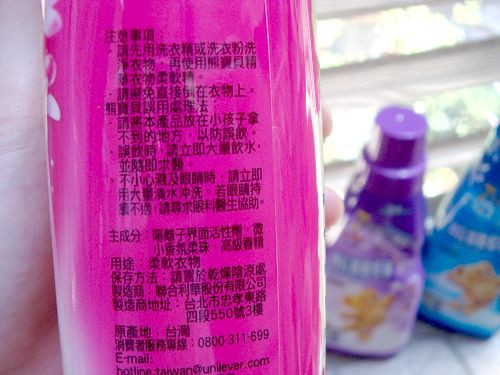 注意事項：
·請先用洗衣精或洗衣粉洗
淨衣物，再使用熊寶貝精
華衣物柔軟精。
·請避免直接倒在衣物上。
熊寶貝誤用處理法：
·請將本產品放在小孩子拿
不到的地方，以防誤飲。
·誤飲時，請立即大量飲水，
並隨即求醫。
·不小心濺及眼睛時，請立即
用大量清水沖洗。若眼睛持
續不適，請尋求眼科醫生協助。
主成分：陽離子界面活性劑、微
小香氛柔珠、高級香精
用途：柔軟衣物
保存方法：請置於乾燥陰涼處
製造商：聯合利華股份有限公司
製造商地址：台北市忠孝東路
四段550號3樓
原產地：台灣
消費者服務專線：0800-311-699
E-mail:
hotline.taiwan@unilever.com